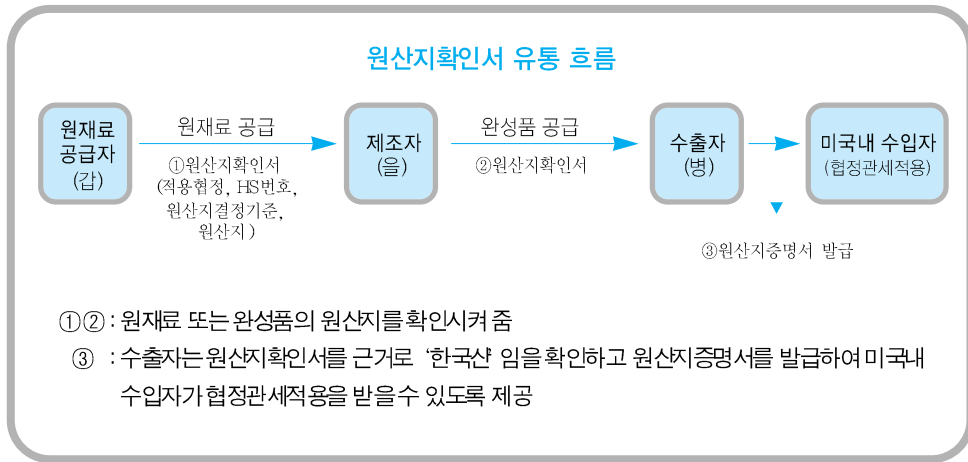 원산지확인서 유통 흐름
원재료
공급자
(갑)
원재료 공급
①원산지확인서
(적용협정, HS번호,
원산지결정기준,
원산지)
제조자
(을)
완성품 공급
②원산지확인서
수출자
(병)
미국내 수입자
(협정관세적용)
③원산지증명서 발급
①② : 원재료 또는 완성품의 원산지를 확인시켜 줌
③ : 수출자는 원산지확인서를 근거로 ‘한국산’ 임을 확인하고 원산지증명서를 발급하여 미국내
수입자가 협정관세적용을 받을 수 있도록 제공